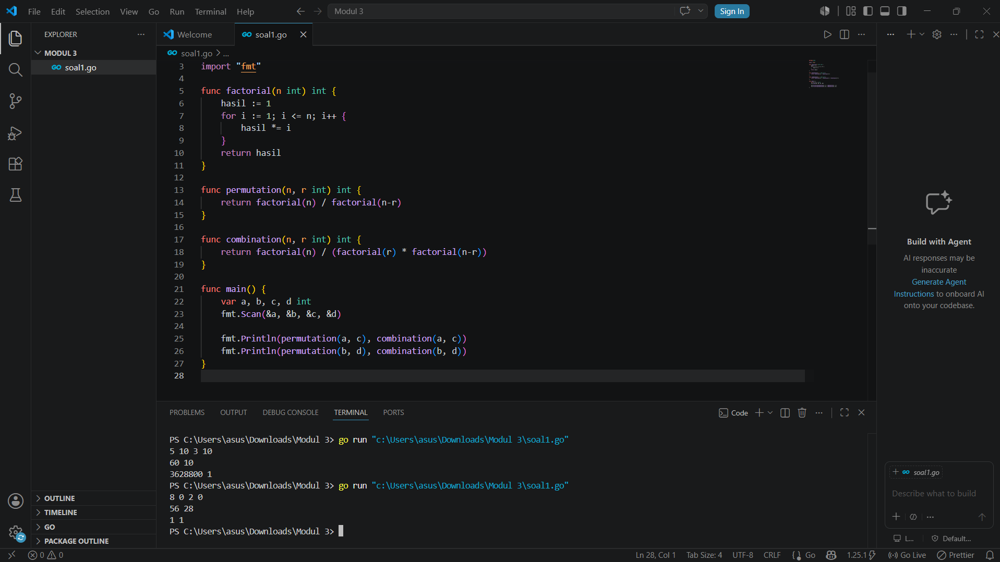 File Edit Selection View Go Run Terminal Help
Modul 3
Sign In
EXPLORER
MODUL 3
soal1.go
OUTLINE
TIMELINE
GO
PACKAGE OUTLINE
Welcome
soal1.go
soal1.go > ...
3 import "fmt"
4
5 func factorial(n int) int {
6 hasil := 1
7 for i := 1; i <= n; i++ {
8 hasil *= i
9 }
10 return hasil
11 }
12
13 func permutation(n, r int) int {
14 return factorial(n) / factorial(n-r)
15 }
16
17 func combination(n, r int) int {
18 return factorial(n) / (factorial(r) * factorial(n-r))
19 }
20
21 func main() {
22 var a, b, c, d int
23 fmt.Scan(&a, &b, &c, &d)
24
25 fmt.Println(permutation(a, c), combination(a, c))
26 fmt.Println(permutation(b, d), combination(b, d))
27 }
28
PROBLEMS OUTPUT DEBUG CONSOLE TERMINAL PORTS
Code
PS C:\Users\asus\Downloads\Modul 3> go run "c:\Users\asus\Downloads\Modul 3\soal1.go"
5 10 3 10
60 10
3628800 1
PS C:\Users\asus\Downloads\Modul 3> go run "c:\Users\asus\Downloads\Modul 3\soal1.go"
8 0 2 0
56 28
1 1
PS C:\Users\asus\Downloads\Modul 3>
Build with Agent
AI responses may be
inaccurate
Generate Agent
Instructions to onboard AI
onto your codebase.
soal1.go
Describe what to build
L...
Default...
0 0
Ln 28, Col 1 Tab Size: 4 UTF-8 CRLF Go 1.25.1 Go Live Prettier